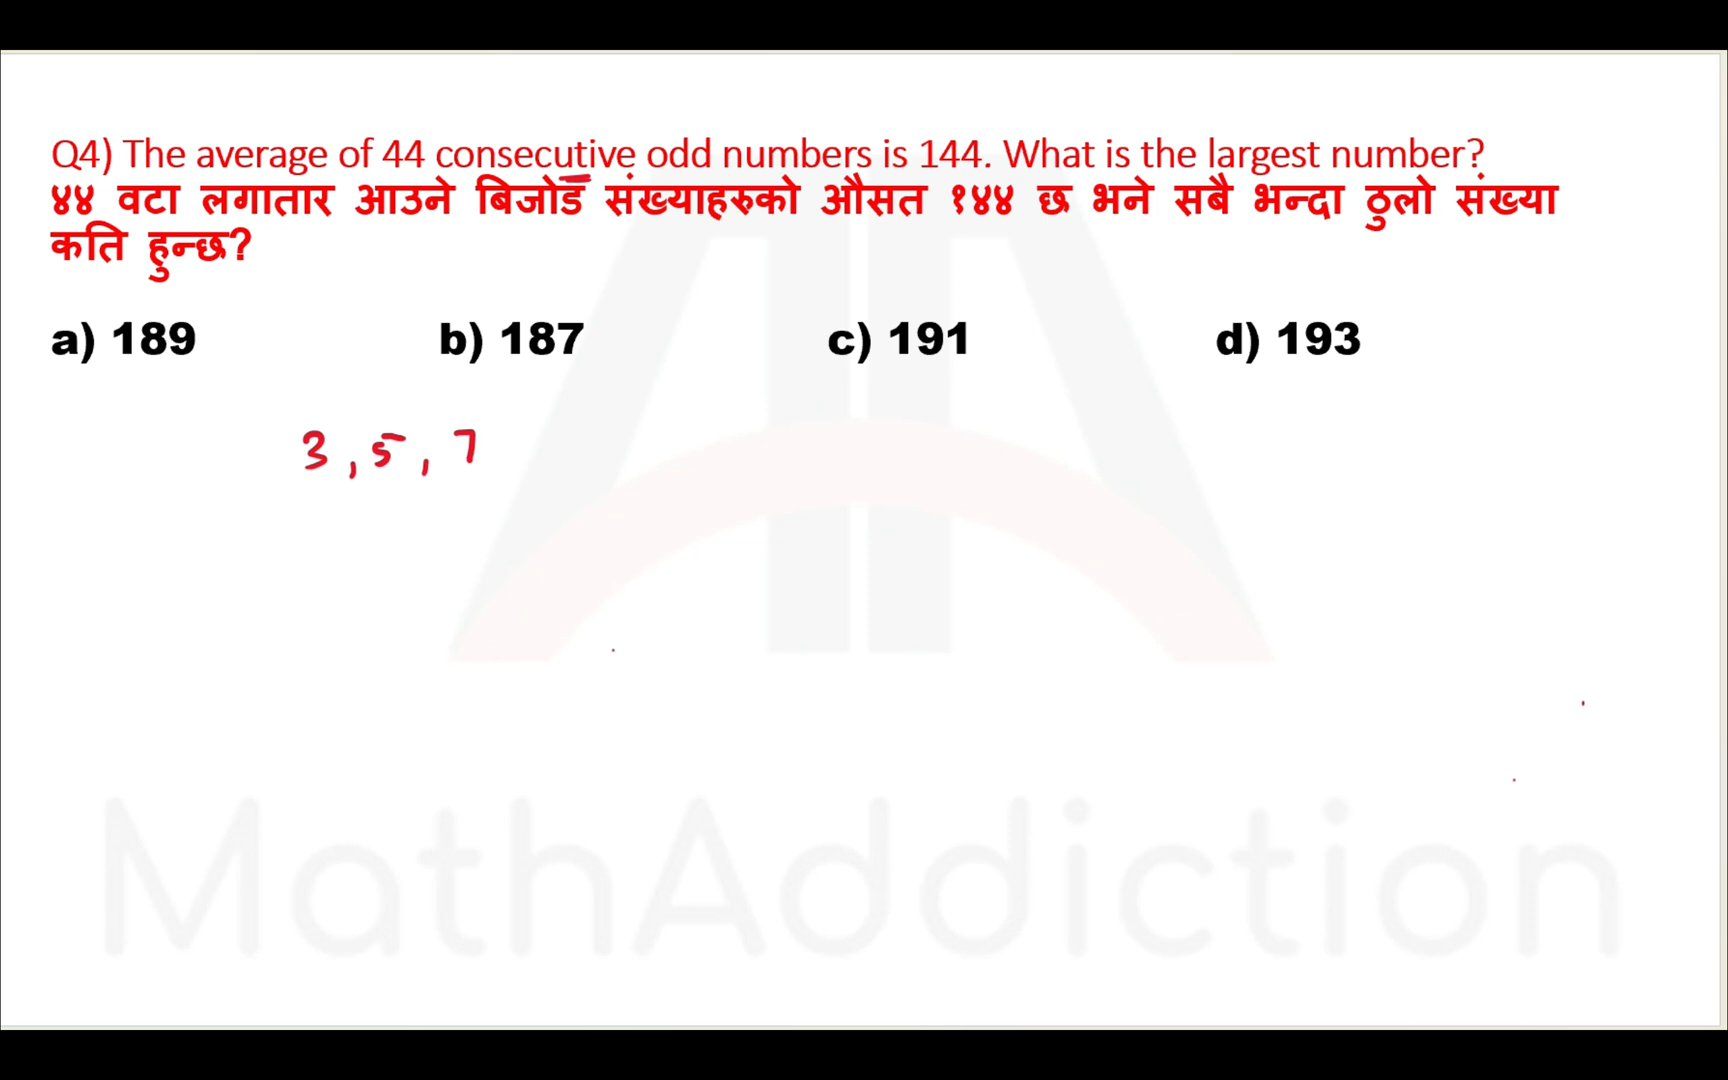 Q4) The average of 44 consecutive odd numbers is 144. What is the largest number?
४४ वटा लगातार आउने बिजोड संख्याहरुको औसत १४४ छ भने सबै भन्दा ठुलो संख्या
कति हुन्छ?
a) 189 b) 187 c) 191 d) 193
3, 5, 7
MathAddiction